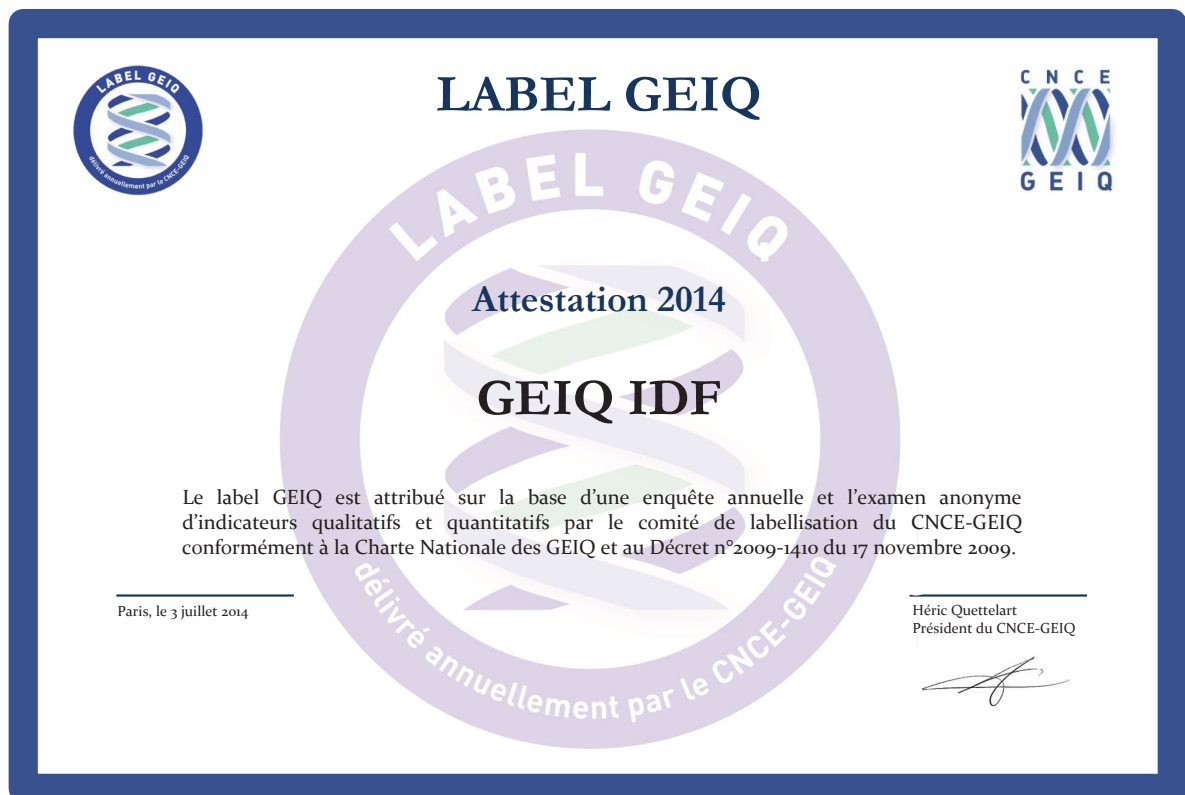 LABEL GEIQ
délivré annuellement par le CNCE-GEIQ
LABEL GEIQ
CNCE
GEIQ
LABEL GEIQ
Attestation 2014
GEIQ IDF
Le label GEIQ est attribué sur la base d'une enquête annuelle et l'examen anonyme
d'indicateurs qualitatifs et quantitatifs par le comité de labellisation du CNCE-GEIQ
conformément à la Charte Nationale des GEIQ et au Décret n°2009-1410 du 17 novembre 2009.
délivré annuellement par le CNCE-GEIQ
Paris, le 3 juillet 2014
Héric Quettelart
Président du CNCE-GEIQ